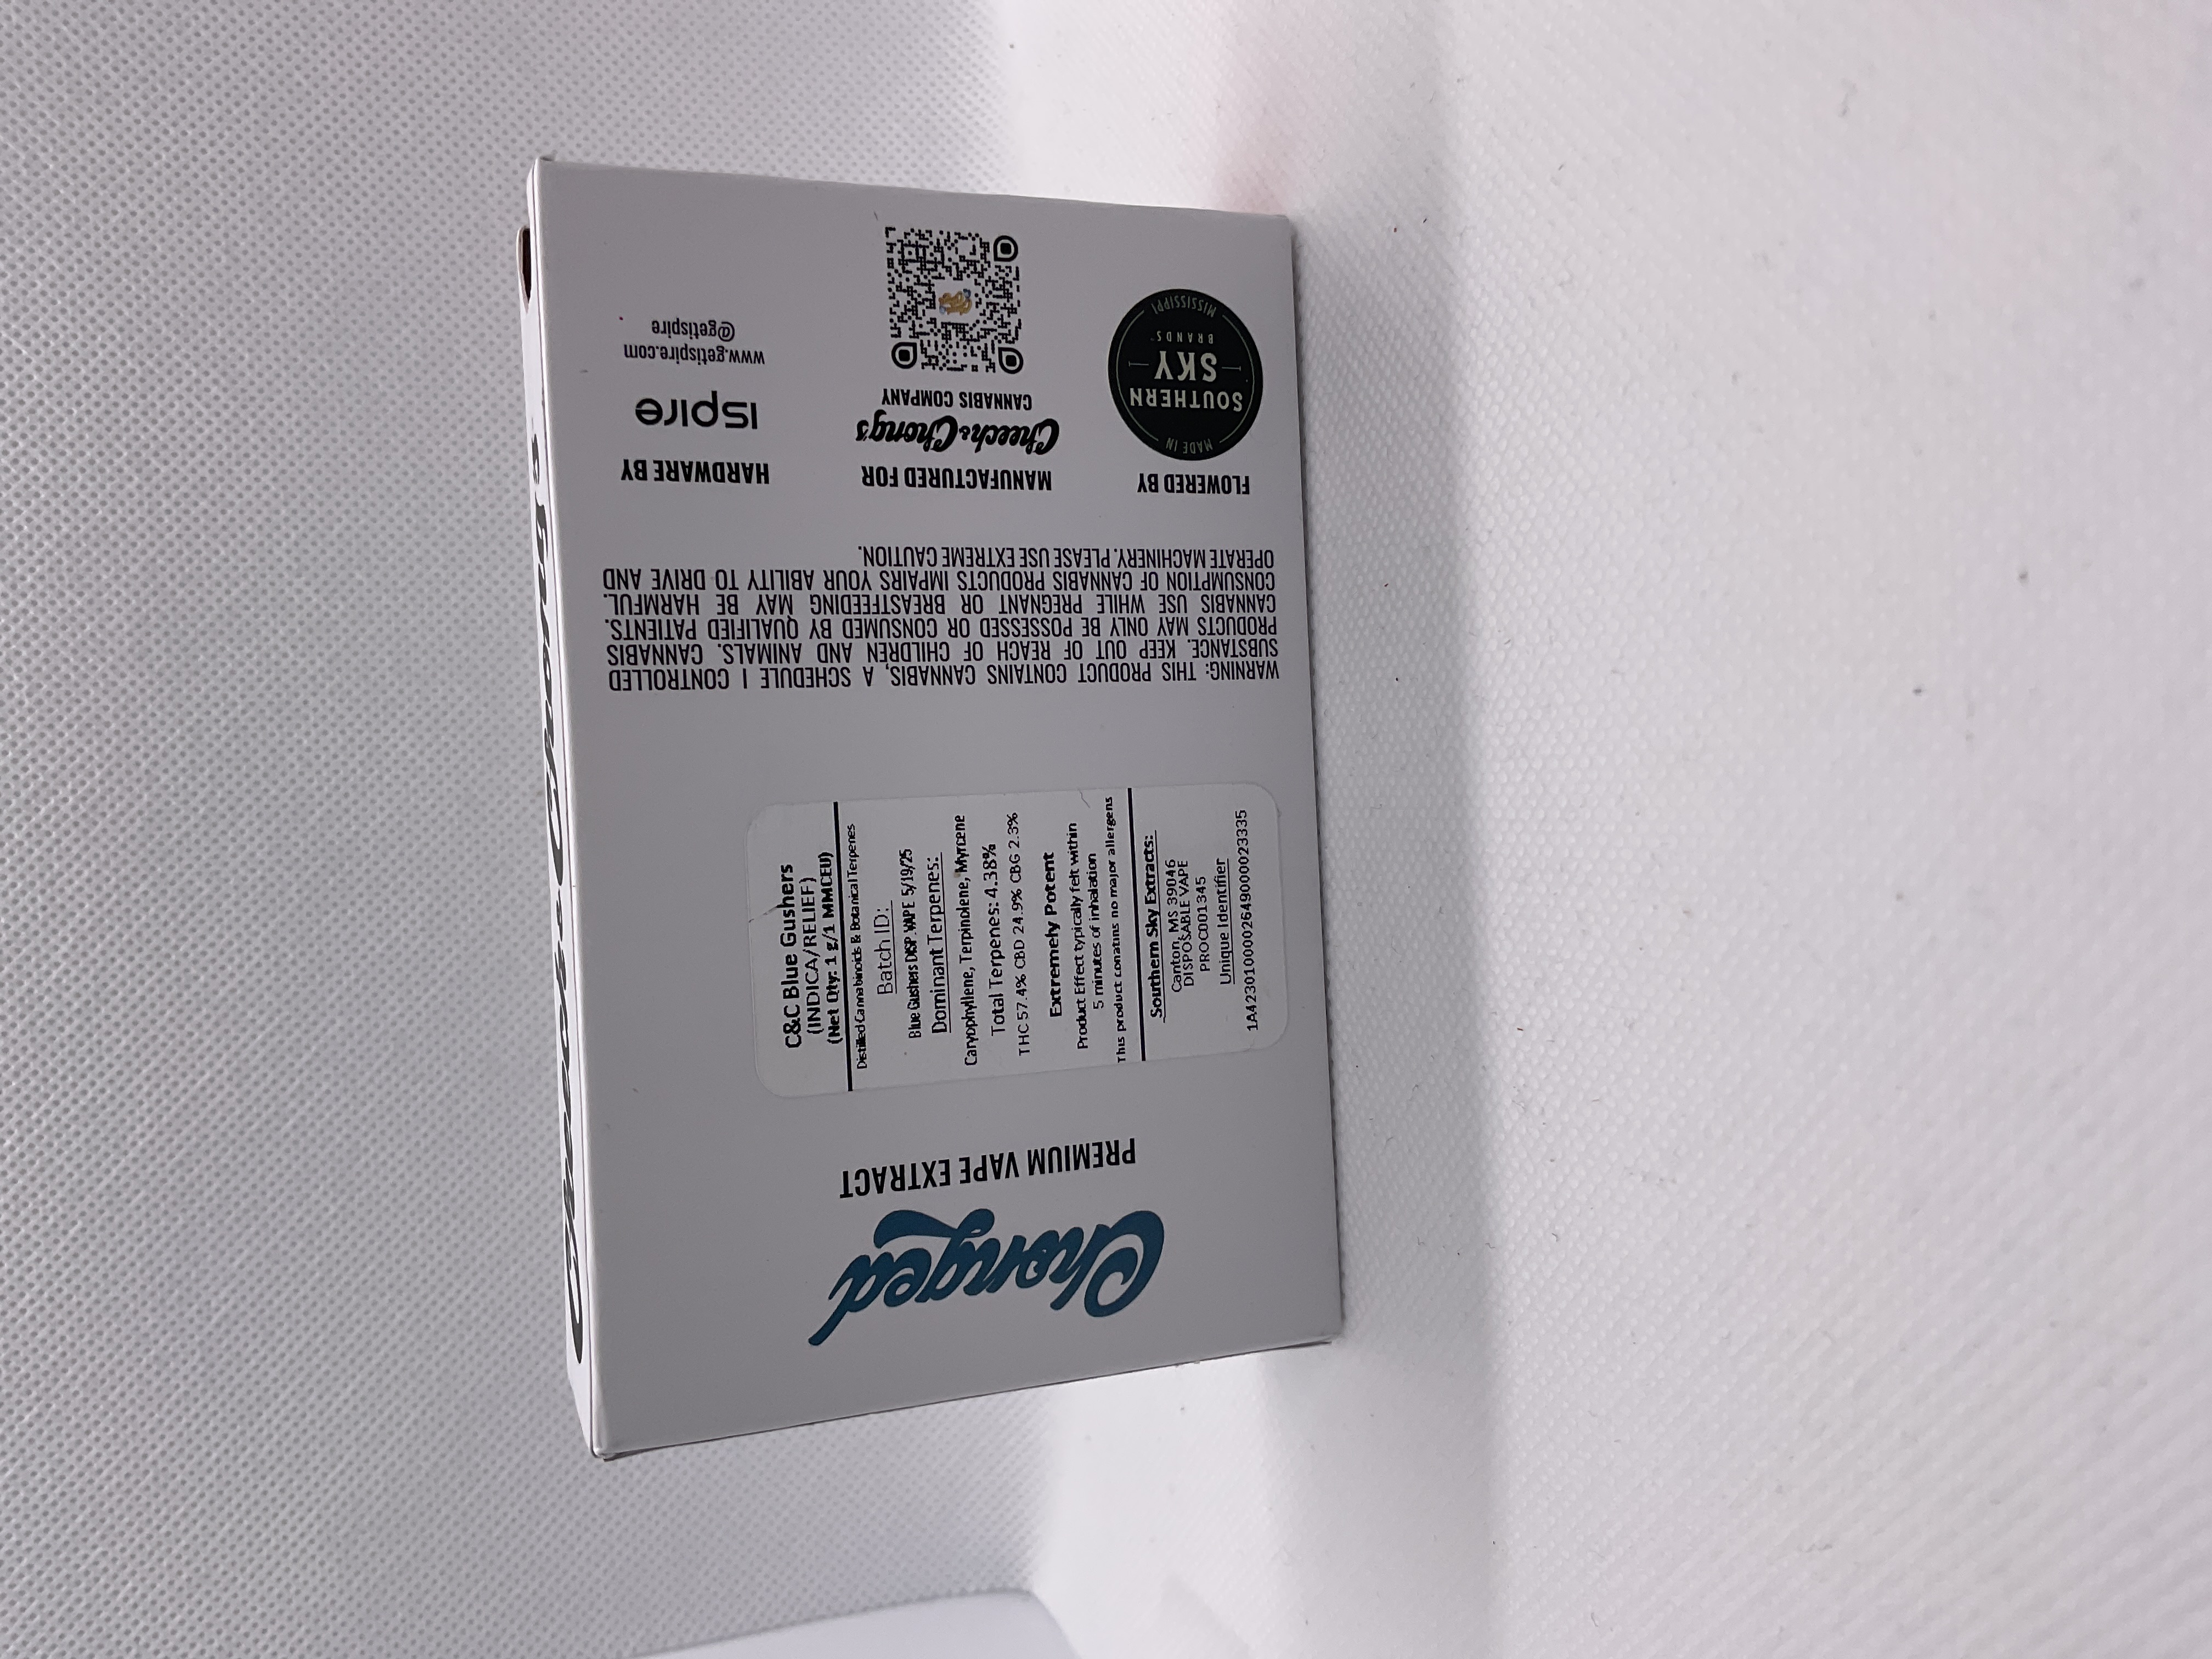 Chonged
PREMIUM VAPE EXTRACT
C&C Blue Gushers
(INDICA/RELIEF)
(Net Qty: 1 g/1 MMCEU)
Distilled Cannabinoids & Botanical Terpenes
Batch ID:
Blue Gushers DISP .VAPE 5/19/25
Dominant Terpenes:
Caryophyllene, Terpinolene, Myrcene
Total Terpenes: 4.38%
THC 57.4% CBD 24.9% CBG 2.3%
Extremely Potent
Product Effect typically felt within
5 minutes of inhalation
This product conatins no major allergens
Southern Sky Extracts:
Canton, MS 39046
DISPOSABLE VAPE
PROC001345
Unique Identifier
1A4230100002649000023335
WARNING: THIS PRODUCT CONTAINS CANNABIS, A SCHEDULE I CONTROLLED
SUBSTANCE. KEEP OUT OF REACH OF CHILDREN AND ANIMALS. CANNABIS
PRODUCTS MAY ONLY BE POSSESSED OR CONSUMED BY QUALIFIED PATIENTS.
CANNABIS USE WHILE PREGNANT OR BREASTFEEDING MAY BE HARMFUL.
CONSUMPTION OF CANNABIS PRODUCTS IMPAIRS YOUR ABILITY TO DRIVE AND
OPERATE MACHINERY. PLEASE USE EXTREME CAUTION.
FLOWERED BY
MADE IN
SOUTHERN
SKY
BRANDS
MISSISSIPPI
MANUFACTURED FOR
Cheech & Chong's
CANNABIS COMPANY
HARDWARE BY
ispire
www.getispire.com
@getispire
Cheech & Chong's